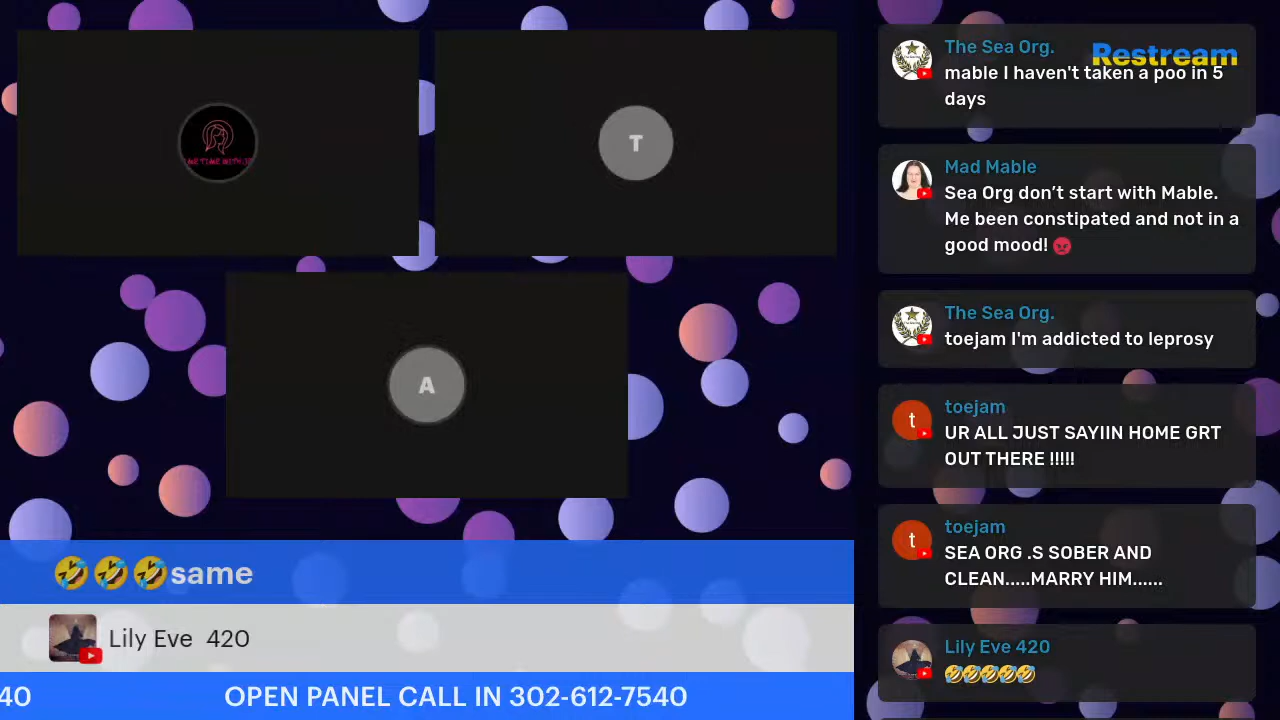 T
A
🤣🤣🤣same
Lily Eve 420
40
OPEN PANEL CALL IN 302-612-7540
Restream
The Sea Org.
mable I haven't taken a poo in 5
days
Mad Mable
Sea Org don’t start with Mable.
Me been constipated and not in a
good mood! 😡
The Sea Org.
toejam I'm addicted to leprosy
t
toejam
UR ALL JUST SAYIIN HOME GRT
OUT THERE !!!!!
t
toejam
SEA ORG .S SOBER AND
CLEAN.....MARRY HIM......
Lily Eve 420
🤣🤣🤣🤣🤣